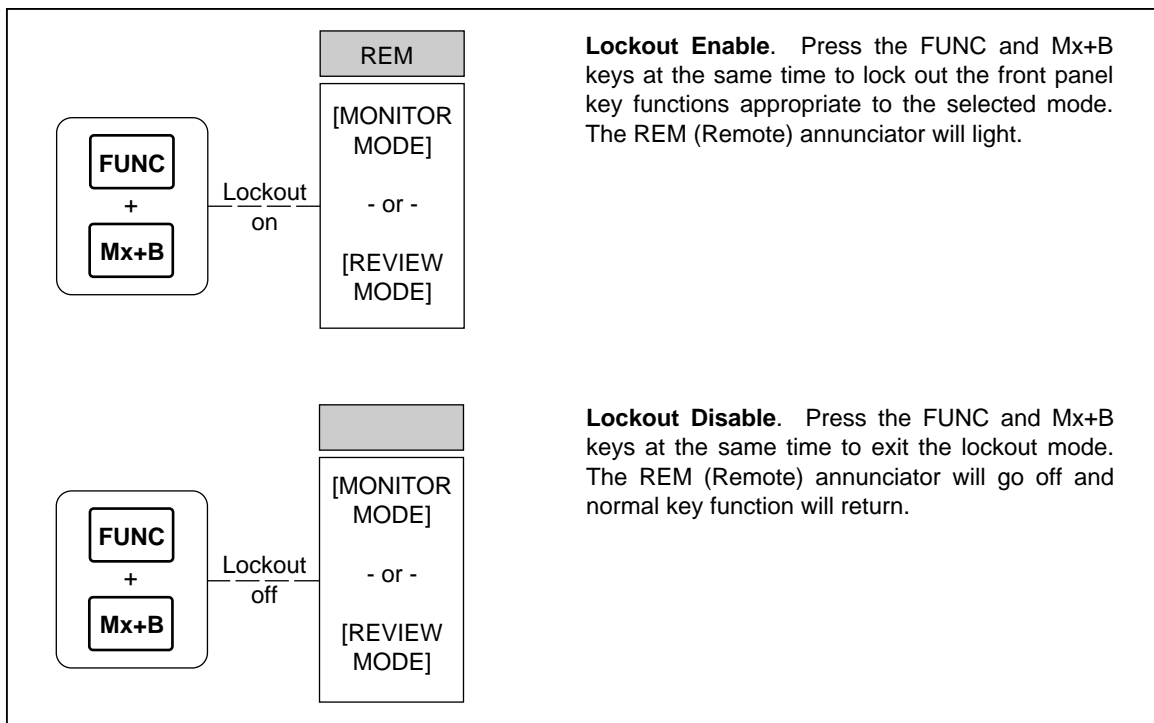 REM
[MONITOR
MODE]
- or -
[REVIEW
MODE]
FUNC
+
Mx+B
Lockout
on
Lockout Enable. Press the FUNC and Mx+B
keys at the same time to lock out the front panel
key functions appropriate to the selected mode.
The REM (Remote) annunciator will light.
[MONITOR
MODE]
- or -
[REVIEW
MODE]
FUNC
+
Mx+B
Lockout
off
Lockout Disable. Press the FUNC and Mx+B
keys at the same time to exit the lockout mode.
The REM (Remote) annunciator will go off and
normal key function will return.